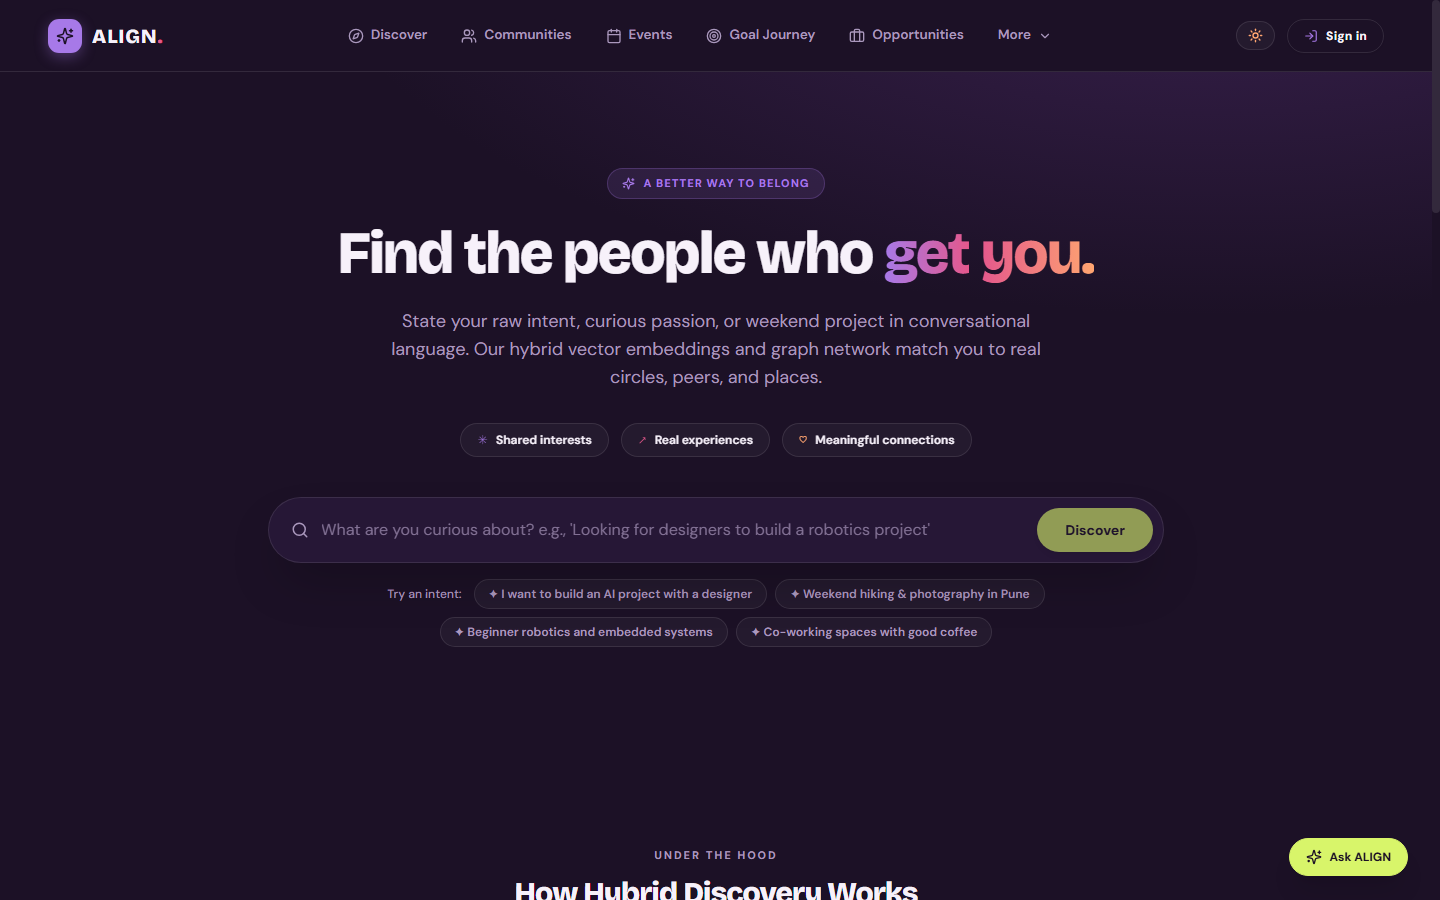 ALIGN.
Discover
Communities
Events
Goal Journey
Opportunities
More
Sign in
A BETTER WAY TO BELONG
Find the people who get you.
State your raw intent, curious passion, or weekend project in conversational
language. Our hybrid vector embeddings and graph network match you to real
circles, peers, and places.
Shared interests
Real experiences
Meaningful connections
What are you curious about? e.g., 'Looking for designers to build a robotics project'
Discover
Try an intent:
✦ I want to build an AI project with a designer
✦ Weekend hiking & photography in Pune
✦ Beginner robotics and embedded systems
✦ Co-working spaces with good coffee
UNDER THE HOOD
How Hybrid Discovery Works
Ask ALIGN